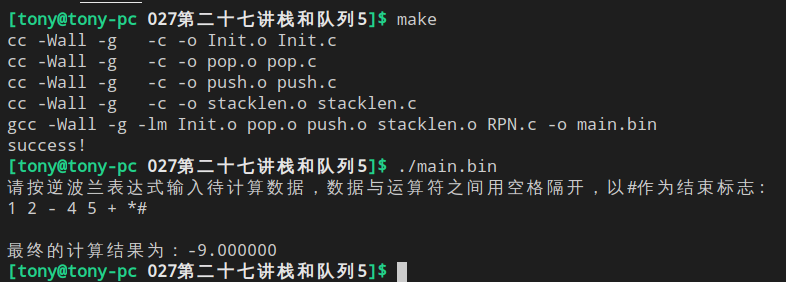 [tony@tony-pc 027第二十七讲栈和队列5]$ make
cc -Wall -g   -c -o Init.o Init.c
cc -Wall -g   -c -o pop.o pop.c
cc -Wall -g   -c -o push.o push.c
cc -Wall -g   -c -o stacklen.o stacklen.c
gcc -Wall -g -lm Init.o pop.o push.o stacklen.o RPN.c -o main.bin
success!
[tony@tony-pc 027第二十七讲栈和队列5]$ ./main.bin
请按逆波兰表达式输入待计算数据，数据与运算符之间用空格隔开，以#作为结束标志：
1 2 - 4 5 + *#
最终的计算结果为：-9.000000
[tony@tony-pc 027第二十七讲栈和队列5]$